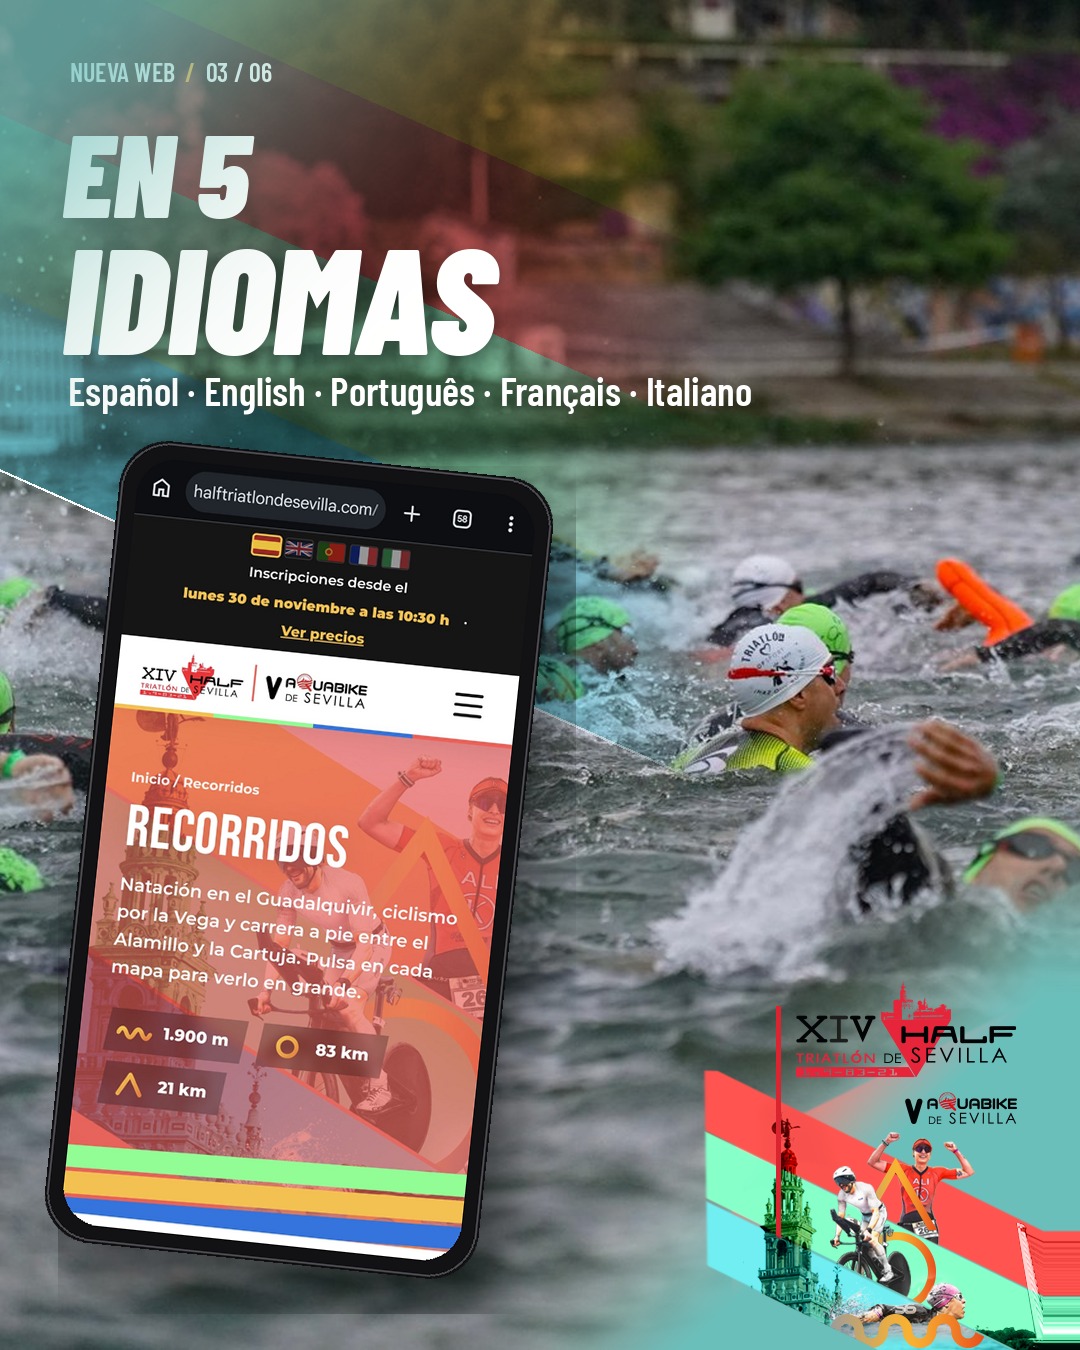 NUEVA WEB / 03 / 06
EN 5
IDIOMAS
Español · English · Português · Français · Italiano
halftriatlondesevilla.com/
58
Inscripciones desde el
lunes 30 de noviembre a las 10:30 h ·
Ver precios
XIV HALF
TRIATLÓN DE SEVILLA
V AQUABIKE
DE SEVILLA
Inicio / Recorridos
RECORRIDOS
Natación en el Guadalquivir, ciclismo
por la Vega y carrera a pie entre el
Alamillo y la Cartuja. Pulsa en cada
mapa para verlo en grande.
1.900 m
83 km
21 km
TRIATLÓN
XIV HALF
TRIATLÓN DE SEVILLA
V AQUABIKE
DE SEVILLA
ALI
26